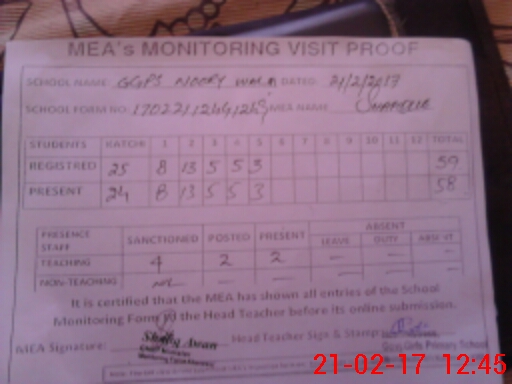 MEA's MONITORING VISIT PROOF
SCHOOL NAME GGPS NOORY WALA DATED: 21/2/2017
SCHOOL FORM NO: MEA NAME
STUDENTS KATCHI 1 2 3 4 5 6 7 8 9 10 11 12 TOTAL
REGISTRED 25 8 13 5 5 3 59
PRESENT 24 8 13 5 5 3 58
PRESENCE STAFF SANCTIONED POSTED PRESENT ABSENT
LEAVE DUTY ABSENT
TEACHING 4 2 2 — — —
NON-TEACHING NIL — — — — —
It is certified that the MEA has shown all entries of the School
Monitoring Form to the Head Teacher before its online submission.
MEA Signature: Head Teacher Sign & Stamp:
Girls Primary School
21-02-17 12:45